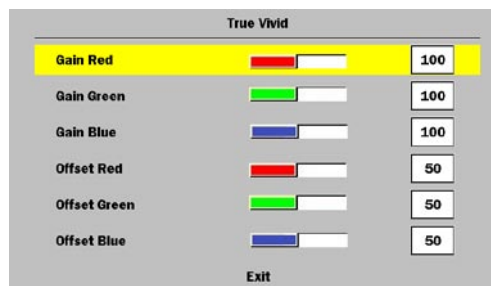 True Vivid
Gain Red 100
Gain Green 100
Gain Blue 100
Offset Red 50
Offset Green 50
Offset Blue 50
Exit